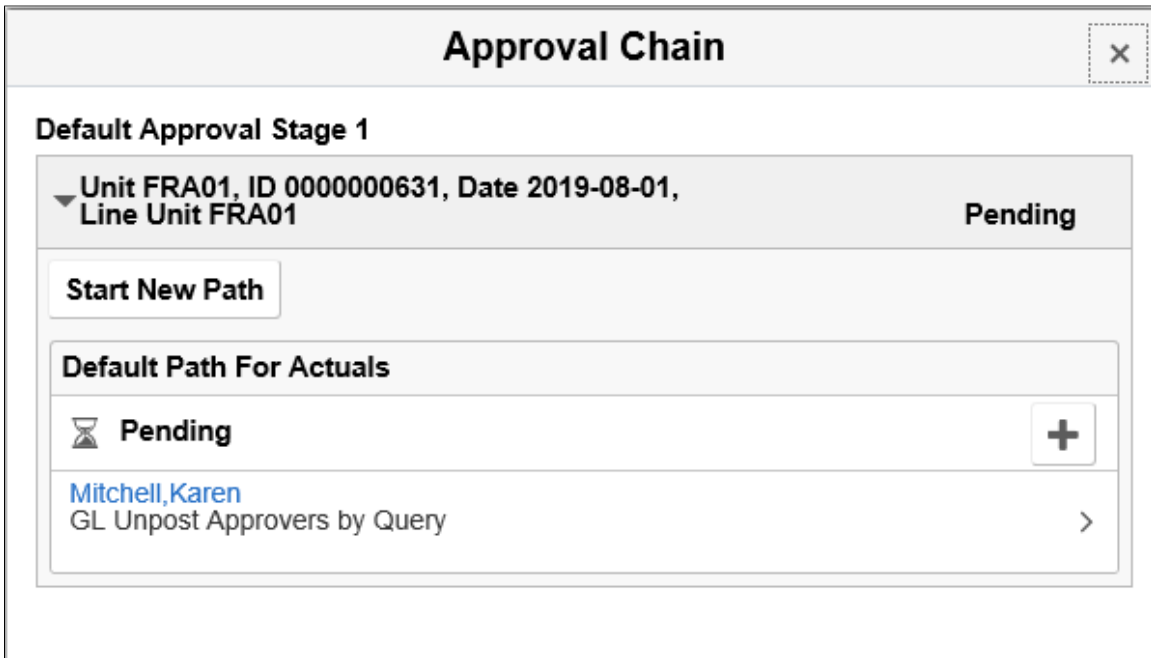 Approval Chain
Default Approval Stage 1
Unit FRA01, ID 0000000631, Date 2019-08-01,
Line Unit FRA01
Pending
Start New Path
Default Path For Actuals
Pending
Mitchell,Karen
GL Unpost Approvers by Query